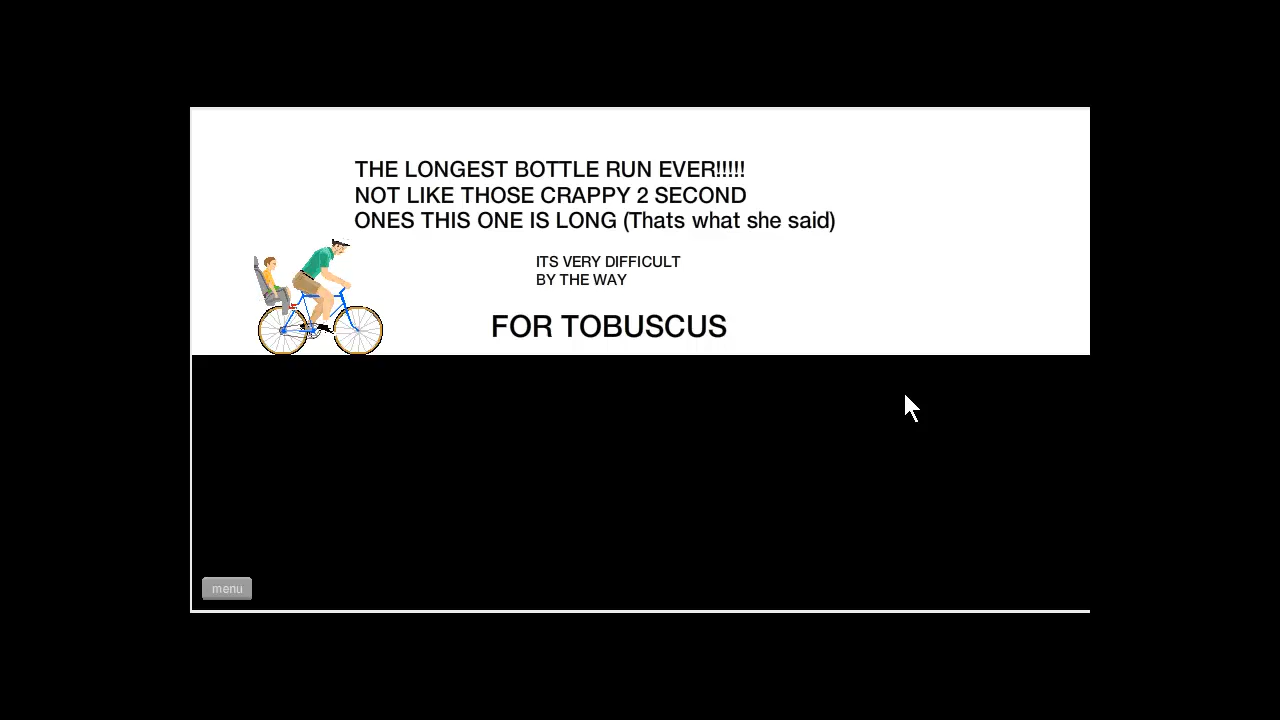 THE LONGEST BOTTLE RUN EVER!!!!!
NOT LIKE THOSE CRAPPY 2 SECOND
ONES THIS ONE IS LONG (Thats what she said)
ITS VERY DIFFICULT
BY THE WAY
FOR TOBUSCUS
menu